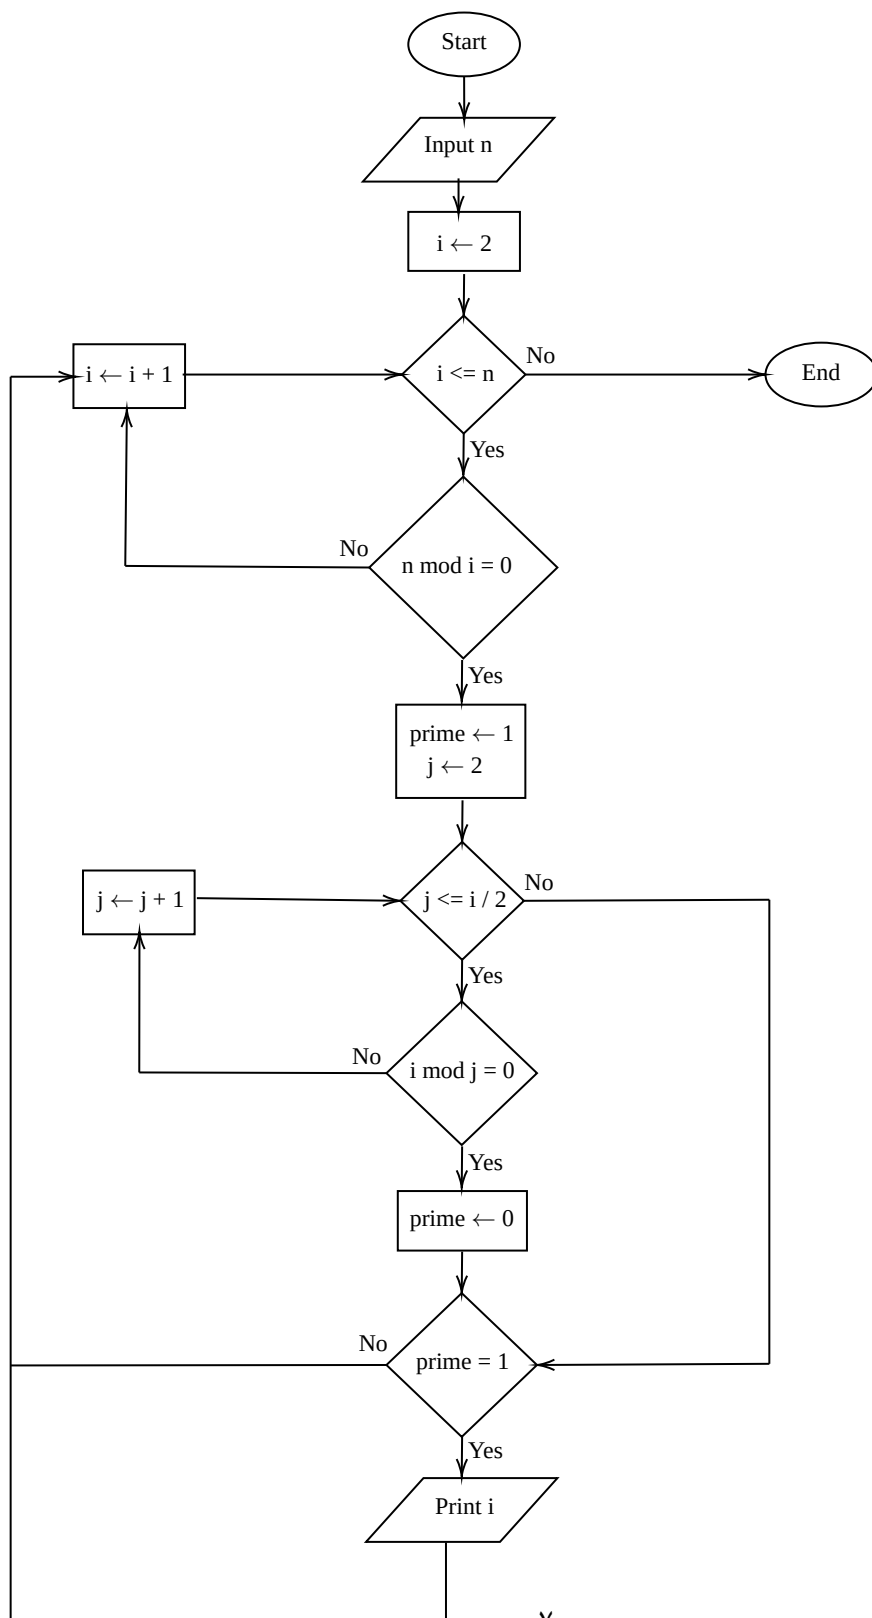 Start
Input n
i ← 2
i ← i + 1
i <= n
No
End
Yes
No
n mod i = 0
Yes
prime ← 1
j ← 2
j ← j + 1
j <= i / 2
No
Yes
No
i mod j = 0
Yes
prime ← 0
No
prime = 1
Yes
Print i